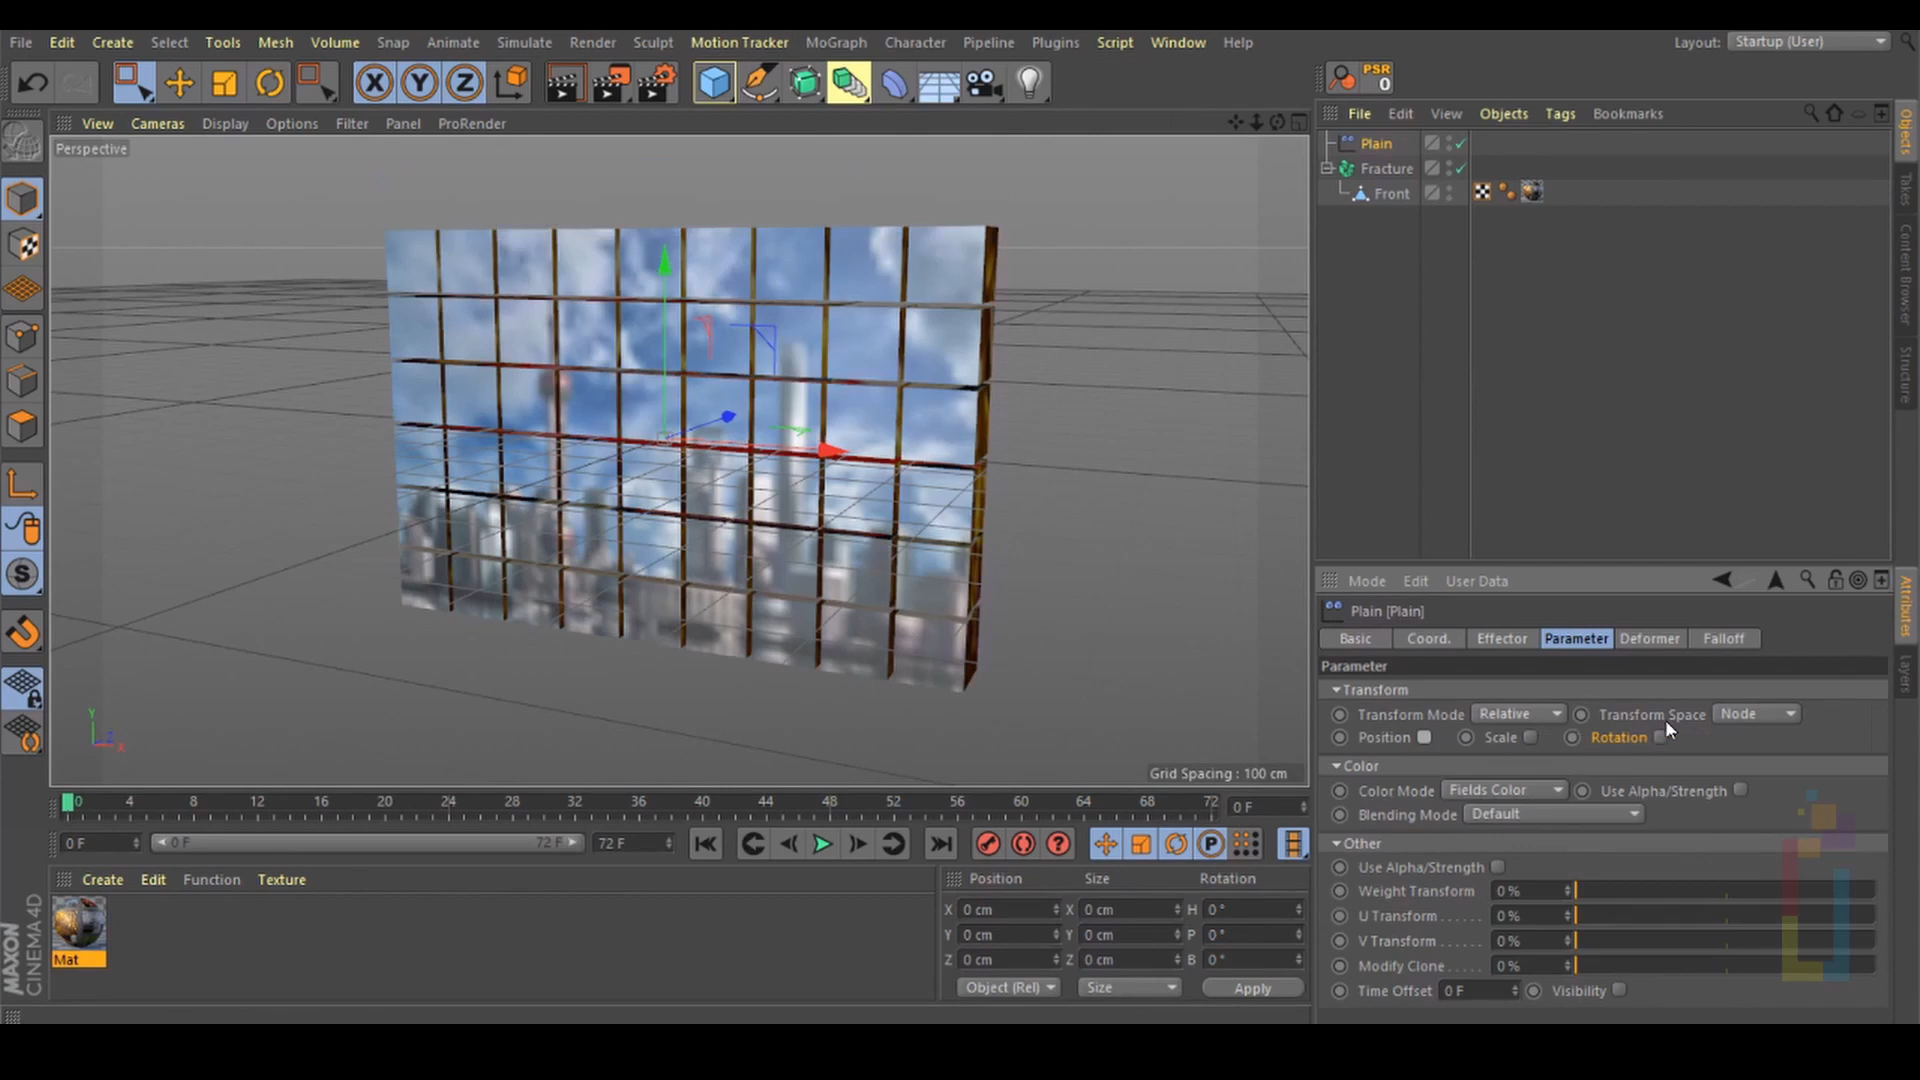 File Edit Create Select Tools Mesh Volume Snap Animate Simulate Render Sculpt Motion Tracker MoGraph Character Pipeline Plugins Script Window Help Layout: Startup (User)
X Y Z PSR
0
View Cameras Display Options Filter Panel ProRender
File Edit View Objects Tags Bookmarks
Perspective
Plain
Fracture
Front
Objects
Takes
Content Browser
Structure
S
Y
Z
X
Grid Spacing : 100 cm
Mode Edit User Data
Plain [Plain]
Basic Coord. Effector Parameter Deformer Falloff
Parameter
Transform
Transform Mode Relative Transform Space Node
Position Scale Rotation
Color
Color Mode Fields Color Use Alpha/Strength
Blending Mode Default
Other
Use Alpha/Strength
Weight Transform 0 %
U Transform . . . . . . 0 %
V Transform . . . . . . 0 %
Modify Clone . . . . . 0 %
Time Offset 0 F Visibility
Attributes
Layers
0 4 8 12 16 20 24 28 32 36 40 44 48 52 56 60 64 68 72 0 F
0 F 0 F 72 F 72 F ? P
Create Edit Function Texture
Mat
Position Size Rotation
X 0 cm X 0 cm H 0 °
Y 0 cm Y 0 cm P 0 °
Z 0 cm Z 0 cm B 0 °
Object (Rel) Size Apply
MAXON
CINEMA 4D